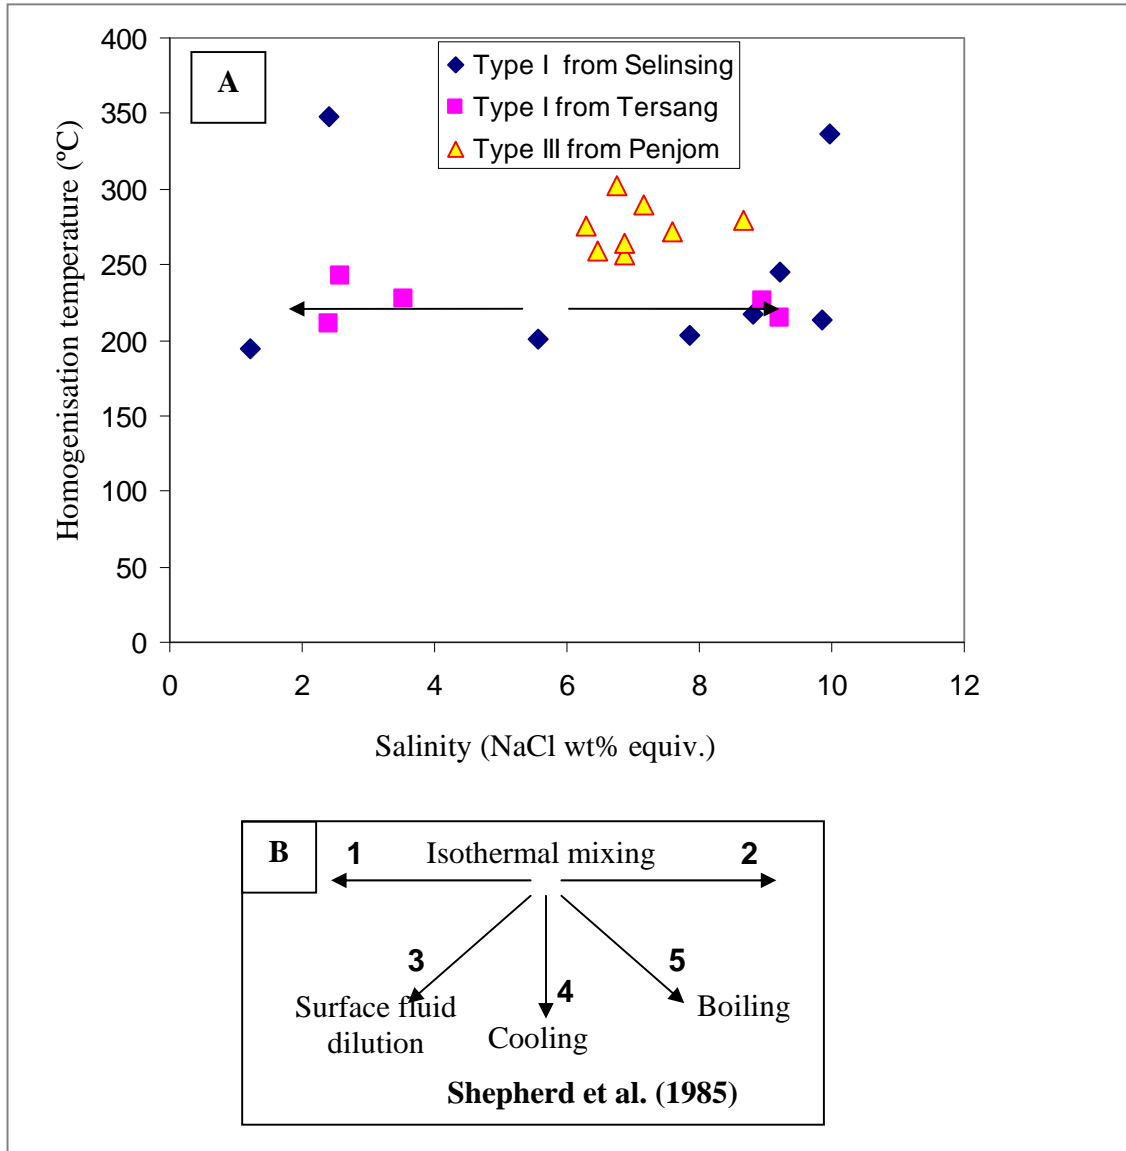 A
Type I from Selinsing
Type I from Tersang
Type III from Penjom
Homogenisation temperature (ºC)
400
350
300
250
200
150
100
50
0
0 2 4 6 8 10 12
Salinity (NaCl wt% equiv.)
B
1 Isothermal mixing 2
3 4 5
Surface fluid
dilution
Cooling
Boiling
Shepherd et al. (1985)